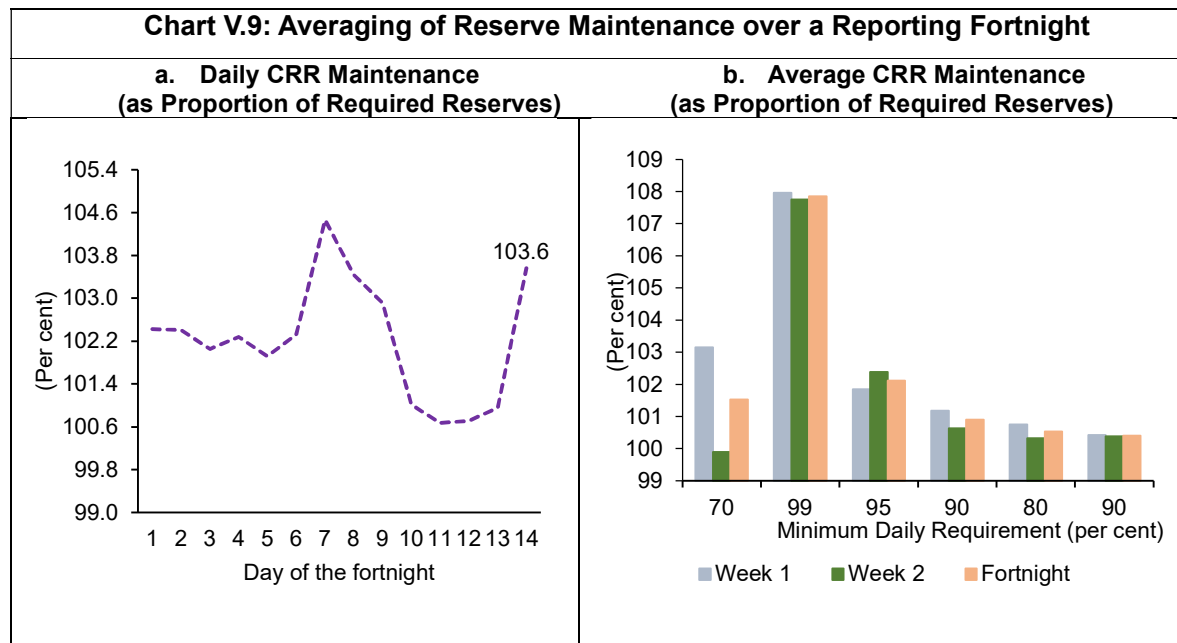 Chart V.9: Averaging of Reserve Maintenance over a Reporting Fortnight
a. Daily CRR Maintenance
(as Proportion of Required Reserves)
b. Average CRR Maintenance
(as Proportion of Required Reserves)
105.4
104.6
103.8
103.0
102.2
101.4
100.6
99.8
99.0
(Per cent)
103.6
1 2 3 4 5 6 7 8 9 10 11 12 13 14
Day of the fortnight
109
108
107
106
105
104
103
102
101
100
99
(Per cent)
70 99 95 90 80 90
Minimum Daily Requirement (per cent)
Week 1 Week 2 Fortnight